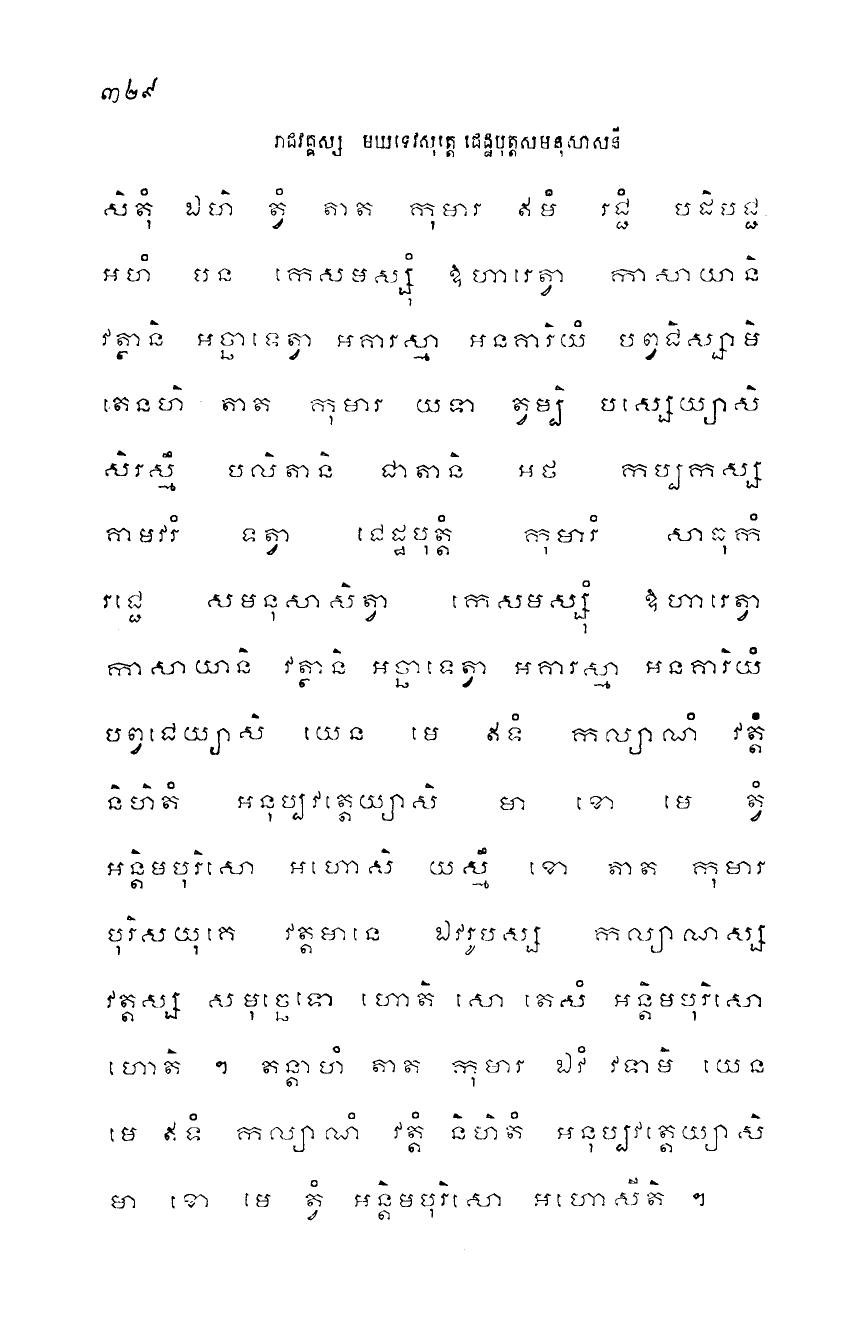 ៣២៩
រាជវគ្គស្ស មឃទេវសុត្តេ ជេដ្ឋបុត្តសមនុសាសនី
សិតុំ ឯហិ ត្វំ តាត កុមារ ឥមំ រជ្ជំ បដិបជ្ជ
អហំ បន កេសមស្សុំ ឱហារេត្វា កាសាយានិ
វត្ថានិ អច្ឆាទេត្វា អគារស្មា អនគារិយំ បព្វជិស្សាមិ
តេនហិ តាត កុមារ យទា ត្វម្បិ បស្សេយ្យាសិ
សិរស្មឹ បលិតានិ ជាតានិ អថ កប្បកស្ស
គាមវរំ ទត្វា ជេដ្ឋបុត្តំ កុមារំ សាធុកំ
រជ្ជេ សមនុសាសិត្វា កេសមស្សុំ ឱហារេត្វា
កាសាយានិ វត្ថានិ អច្ឆាទេត្វា អគារស្មា អនគារិយំ
បព្វជេយ្យាសិ យេន មេ ឥទំ កល្យាណំ វត្តំ
និហិតំ អនុប្បវត្តេយ្យាសិ មា ខោ មេ ត្វំ
អន្តិមបុរិសោ អហោសិ យស្មឹ ខោ តាត កុមារ
បុរិសយុគេ វត្តមានេ ឯវរូបស្ស កល្យាណស្ស
វត្តស្ស សមុច្ឆេទោ ហោតិ សោ តេសំ អន្តិមបុរិសោ
ហោតិ ។ តន្តាហំ តាត កុមារ ឯវំ វទាមិ យេន
មេ ឥទំ កល្យាណំ វត្តំ និហិតំ អនុប្បវត្តេយ្យាសិ
មា ខោ មេ ត្វំ អន្តិមបុរិសោ អហោសីតិ ។